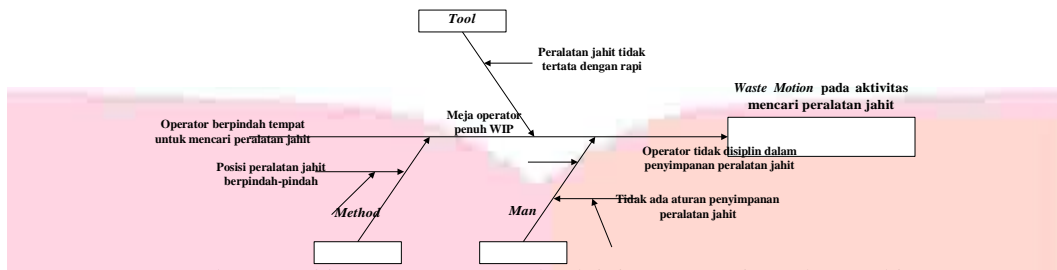 Tool
Peralatan jahit tidak
tertata dengan rapi
Waste Motion pada aktivitas
mencari peralatan jahit
Meja operator
penuh WIP
Operator berpindah tempat
untuk mencari peralatan jahit
Operator tidak disiplin dalam
penyimpanan peralatan jahit
Posisi peralatan jahit
berpindah-pindah
Method
Man
Tidak ada aturan penyimpanan
peralatan jahit